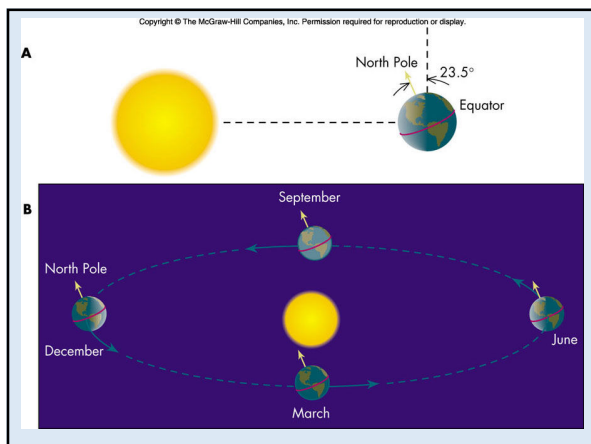 Copyright © The McGraw-Hill Companies, Inc. Permission required for reproduction or display.
A
North Pole
23.5°
Equator
B
September
North Pole
December
June
March